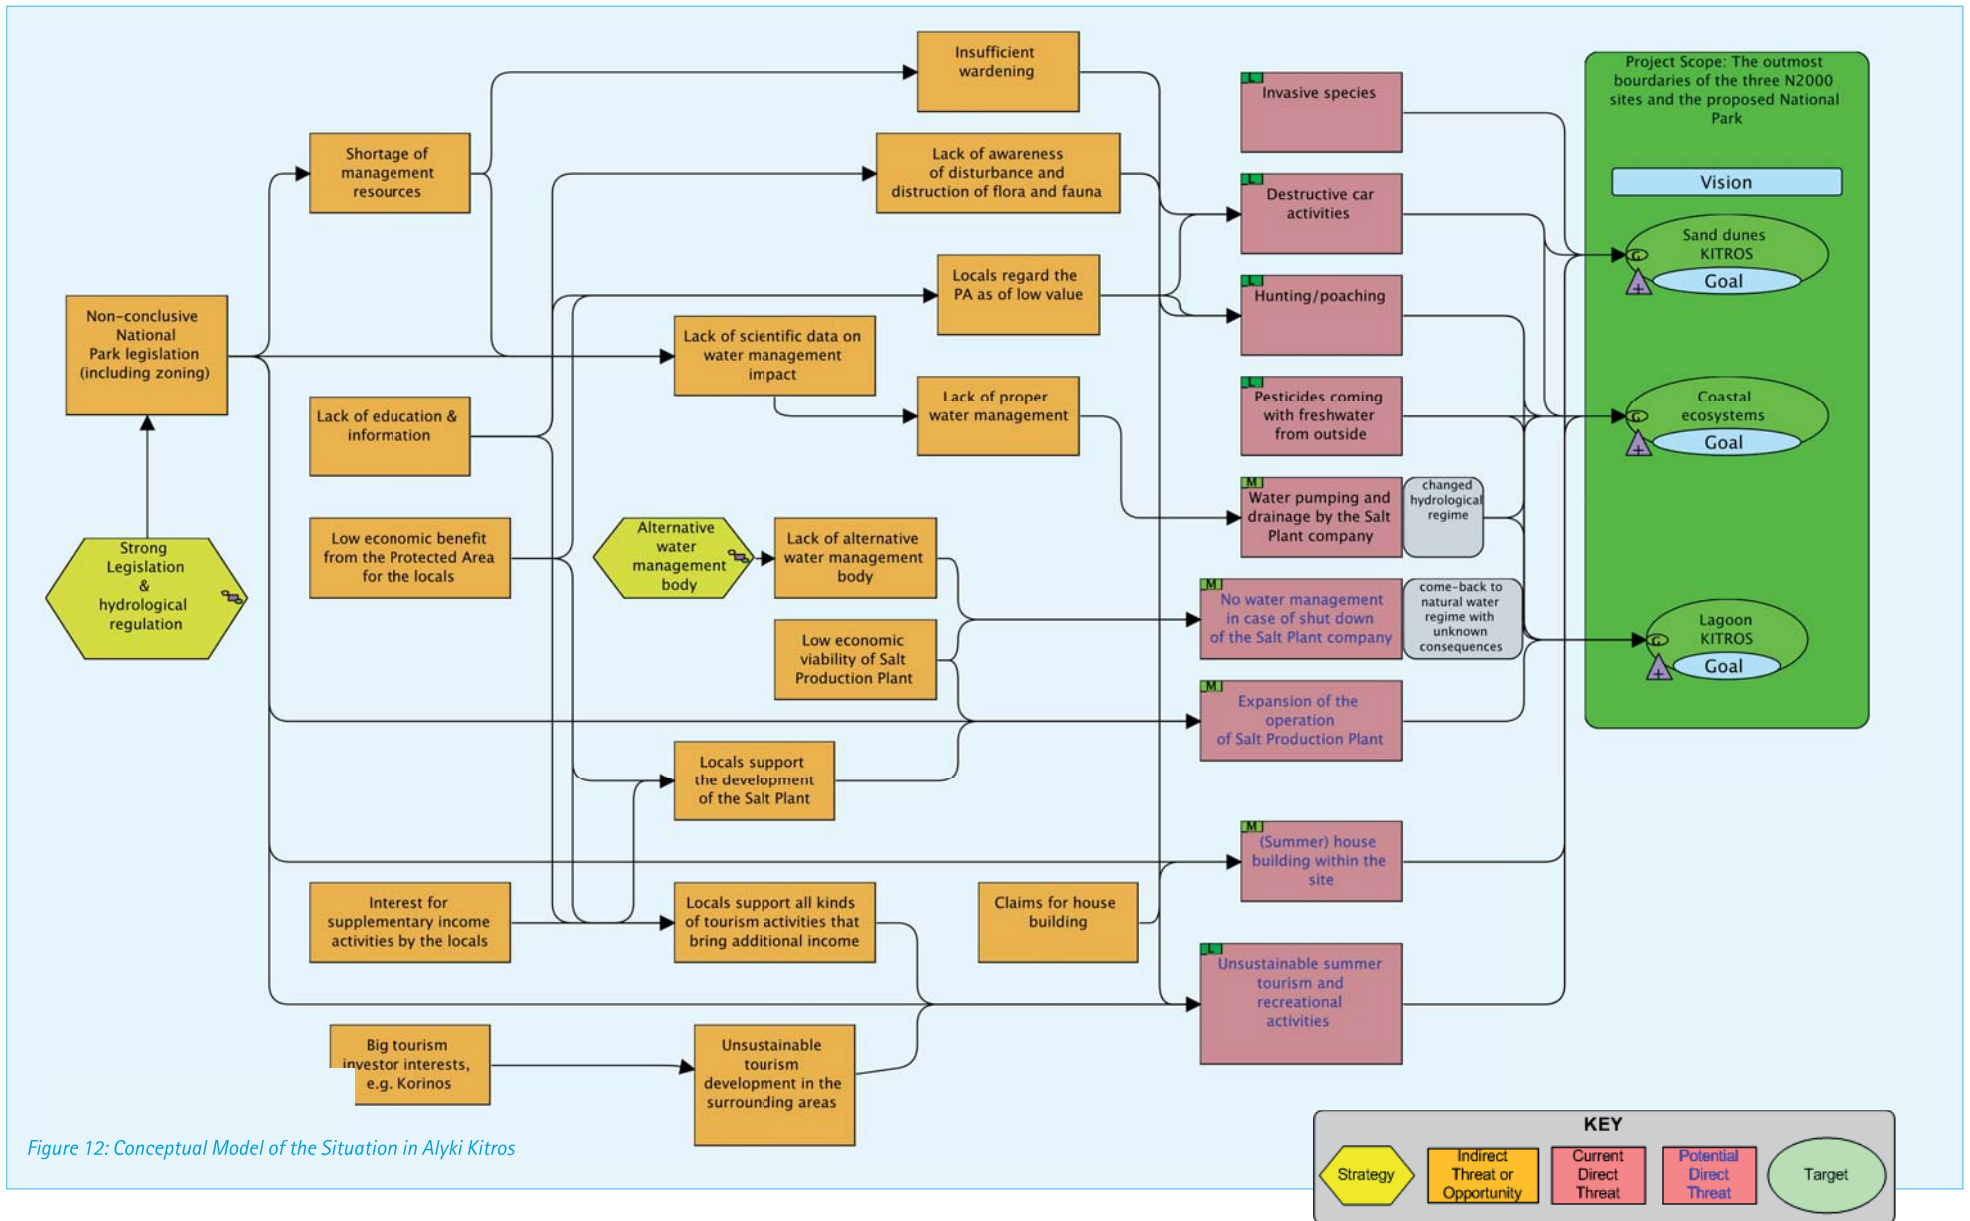 Insufficient
wardening
Shortage of
management
resources
Lack of awareness
of disturbance and
distruction of flora and fauna
Locals regard the
PA as of low value
Non-conclusive
National
Park legislation
(including zoning)
Lack of scientific data on
water management
impact
Lack of education &
information
Lack of proper
water management
Low economic benefit
from the Protected Area
for the locals
Strong
Legislation
&
hydrological
regulation
Alternative
water
management
body
Lack of alternative
water management
body
Low economic
viability of Salt
Production Plant
Locals support
the development
of the Salt Plant
Interest for
supplementary income
activities by the locals
Locals support all kinds
of tourism activities that
bring additional income
Claims for house
building
Big tourism
investor interests,
e.g. Korinos
Unsustainable
tourism
development in the
surrounding areas
L
Invasive species
L
Destructive car
activities
L
Hunting/poaching
L
Pesticides coming
with freshwater
from outside
M
Water pumping and
drainage by the Salt
Plant company
changed
hydrological
regime
M
No water management
in case of shut down
of the Salt Plant company
come-back to
natural water
regime with
unknown
consequences
M
Expansion of the
operation
of Salt Production Plant
M
(Summer) house
building within the
site
L
Unsustainable summer
tourism and
recreational
activities
Project Scope: The outmost
bourdaries of the three N2000
sites and the proposed National
Park
Vision
Sand dunes
KITROS
G
Goal
+
Coastal
ecosystems
G
Goal
+
Lagoon
KITROS
G
Goal
+
Figure 12: Conceptual Model of the Situation in Alyki Kitros
KEY
Strategy
Indirect
Threat or
Opportunity
Current
Direct
Threat
Potential
Direct
Threat
Target